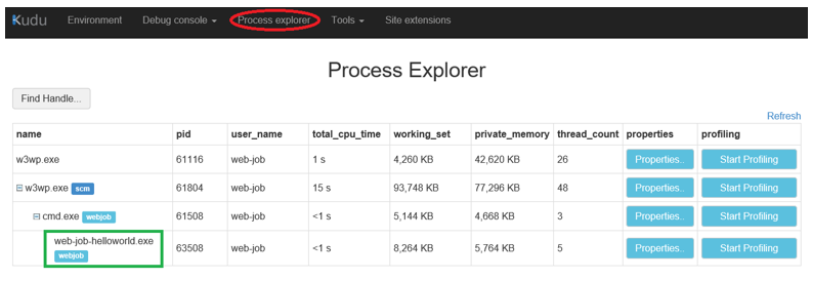 Kudu Environment Debug console Process explorer Tools Site extensions
Process Explorer
Find Handle...
Refresh
name pid user_name total_cpu_time working_set private_memory thread_count properties profiling
w3wp.exe 61116 web-job 1 s 4,260 KB 42,620 KB 26 Properties.. Start Profiling
w3wp.exe scm 61804 web-job 15 s 93,748 KB 77,296 KB 48 Properties.. Start Profiling
cmd.exe webjob 61508 web-job <1 s 5,144 KB 4,668 KB 3 Properties.. Start Profiling
web-job-helloworld.exe 63508 web-job <1 s 8,264 KB 5,764 KB 5 Properties.. Start Profiling
webjob